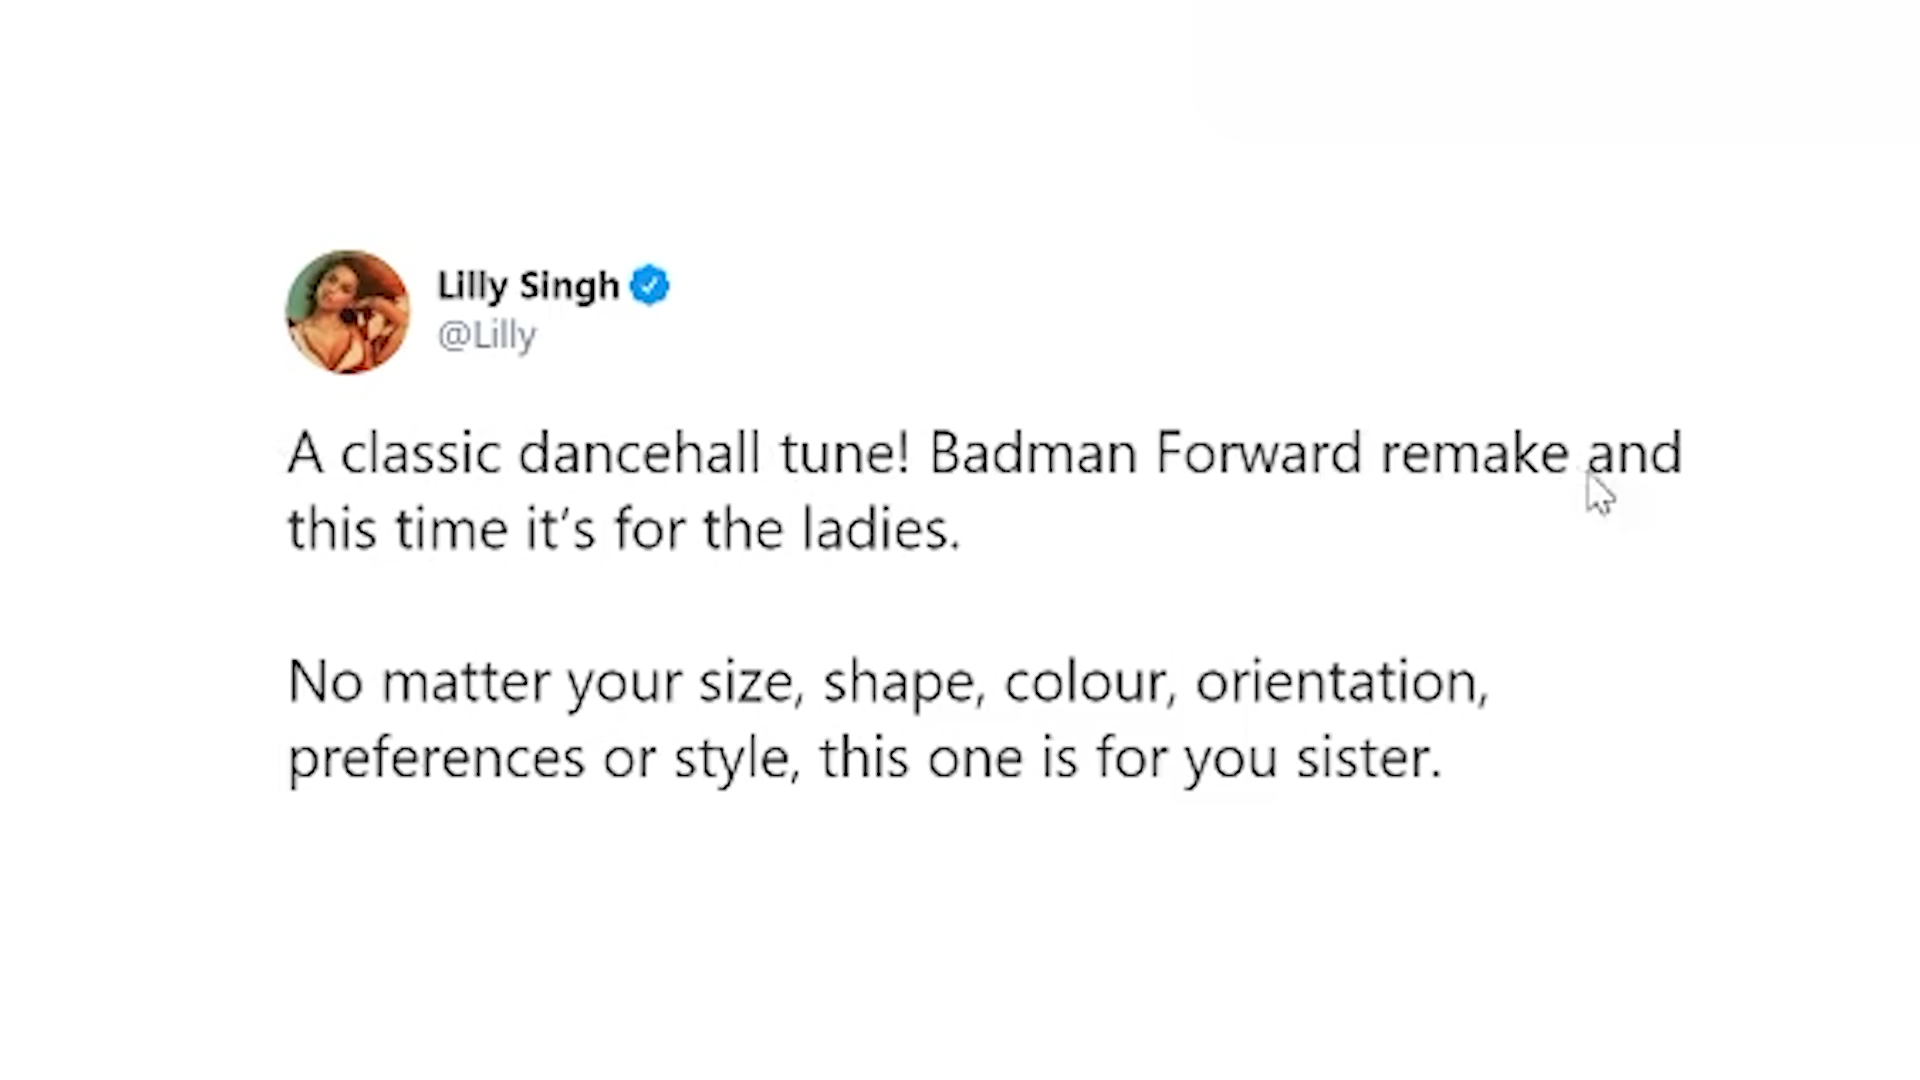 Lilly Singh
@Lilly
A classic dancehall tune! Badman Forward remake and
this time it’s for the ladies.
No matter your size, shape, colour, orientation,
preferences or style, this one is for you sister.